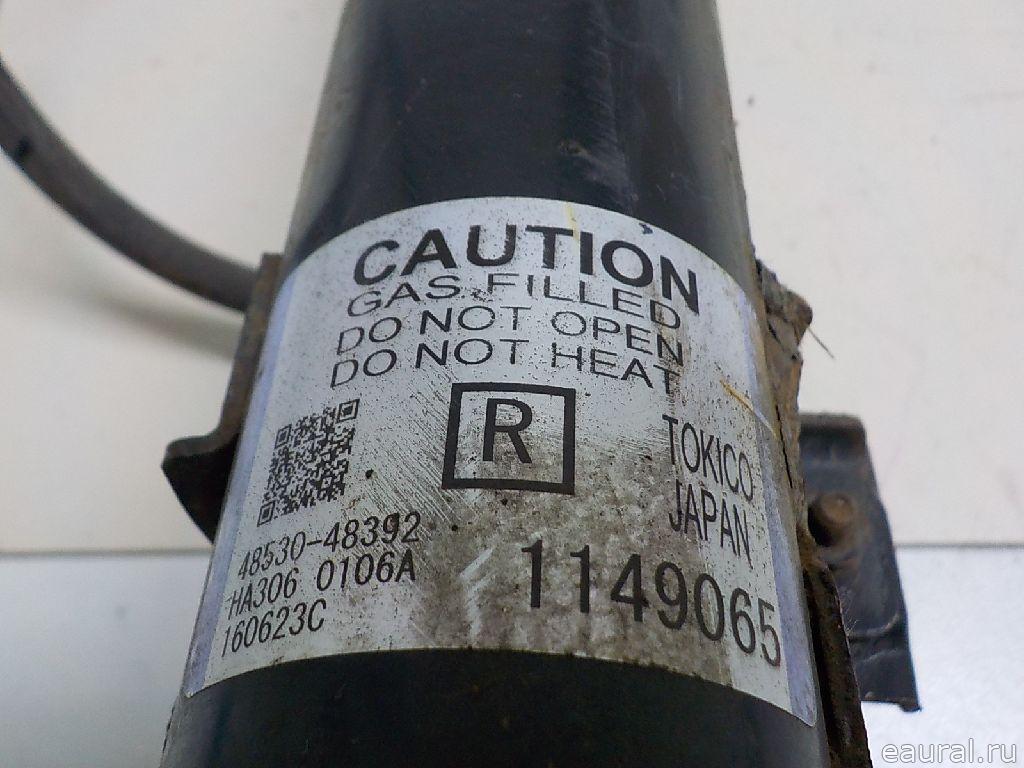 CAUTION
GAS FILLED
DO NOT OPEN
DO NOT HEAT
R
TOKICO
JAPAN
48530-48392
HA306 0106A
160623C
1149065
eaural.ru